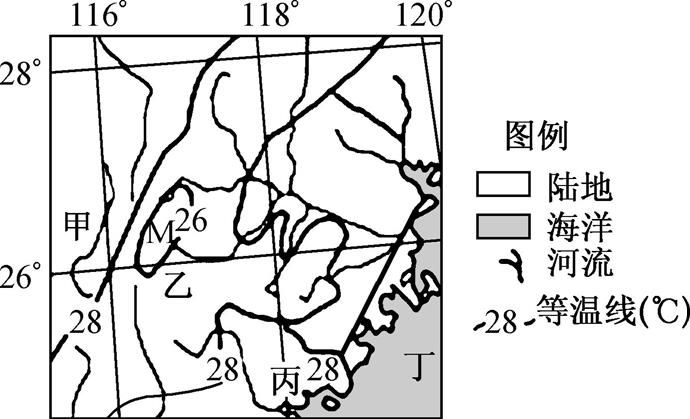 116° 118° 120°
28°
图例
陆地
甲 M 26 海洋
河流
26° 乙
28 28 等温线(℃)
28 丙 28 丁